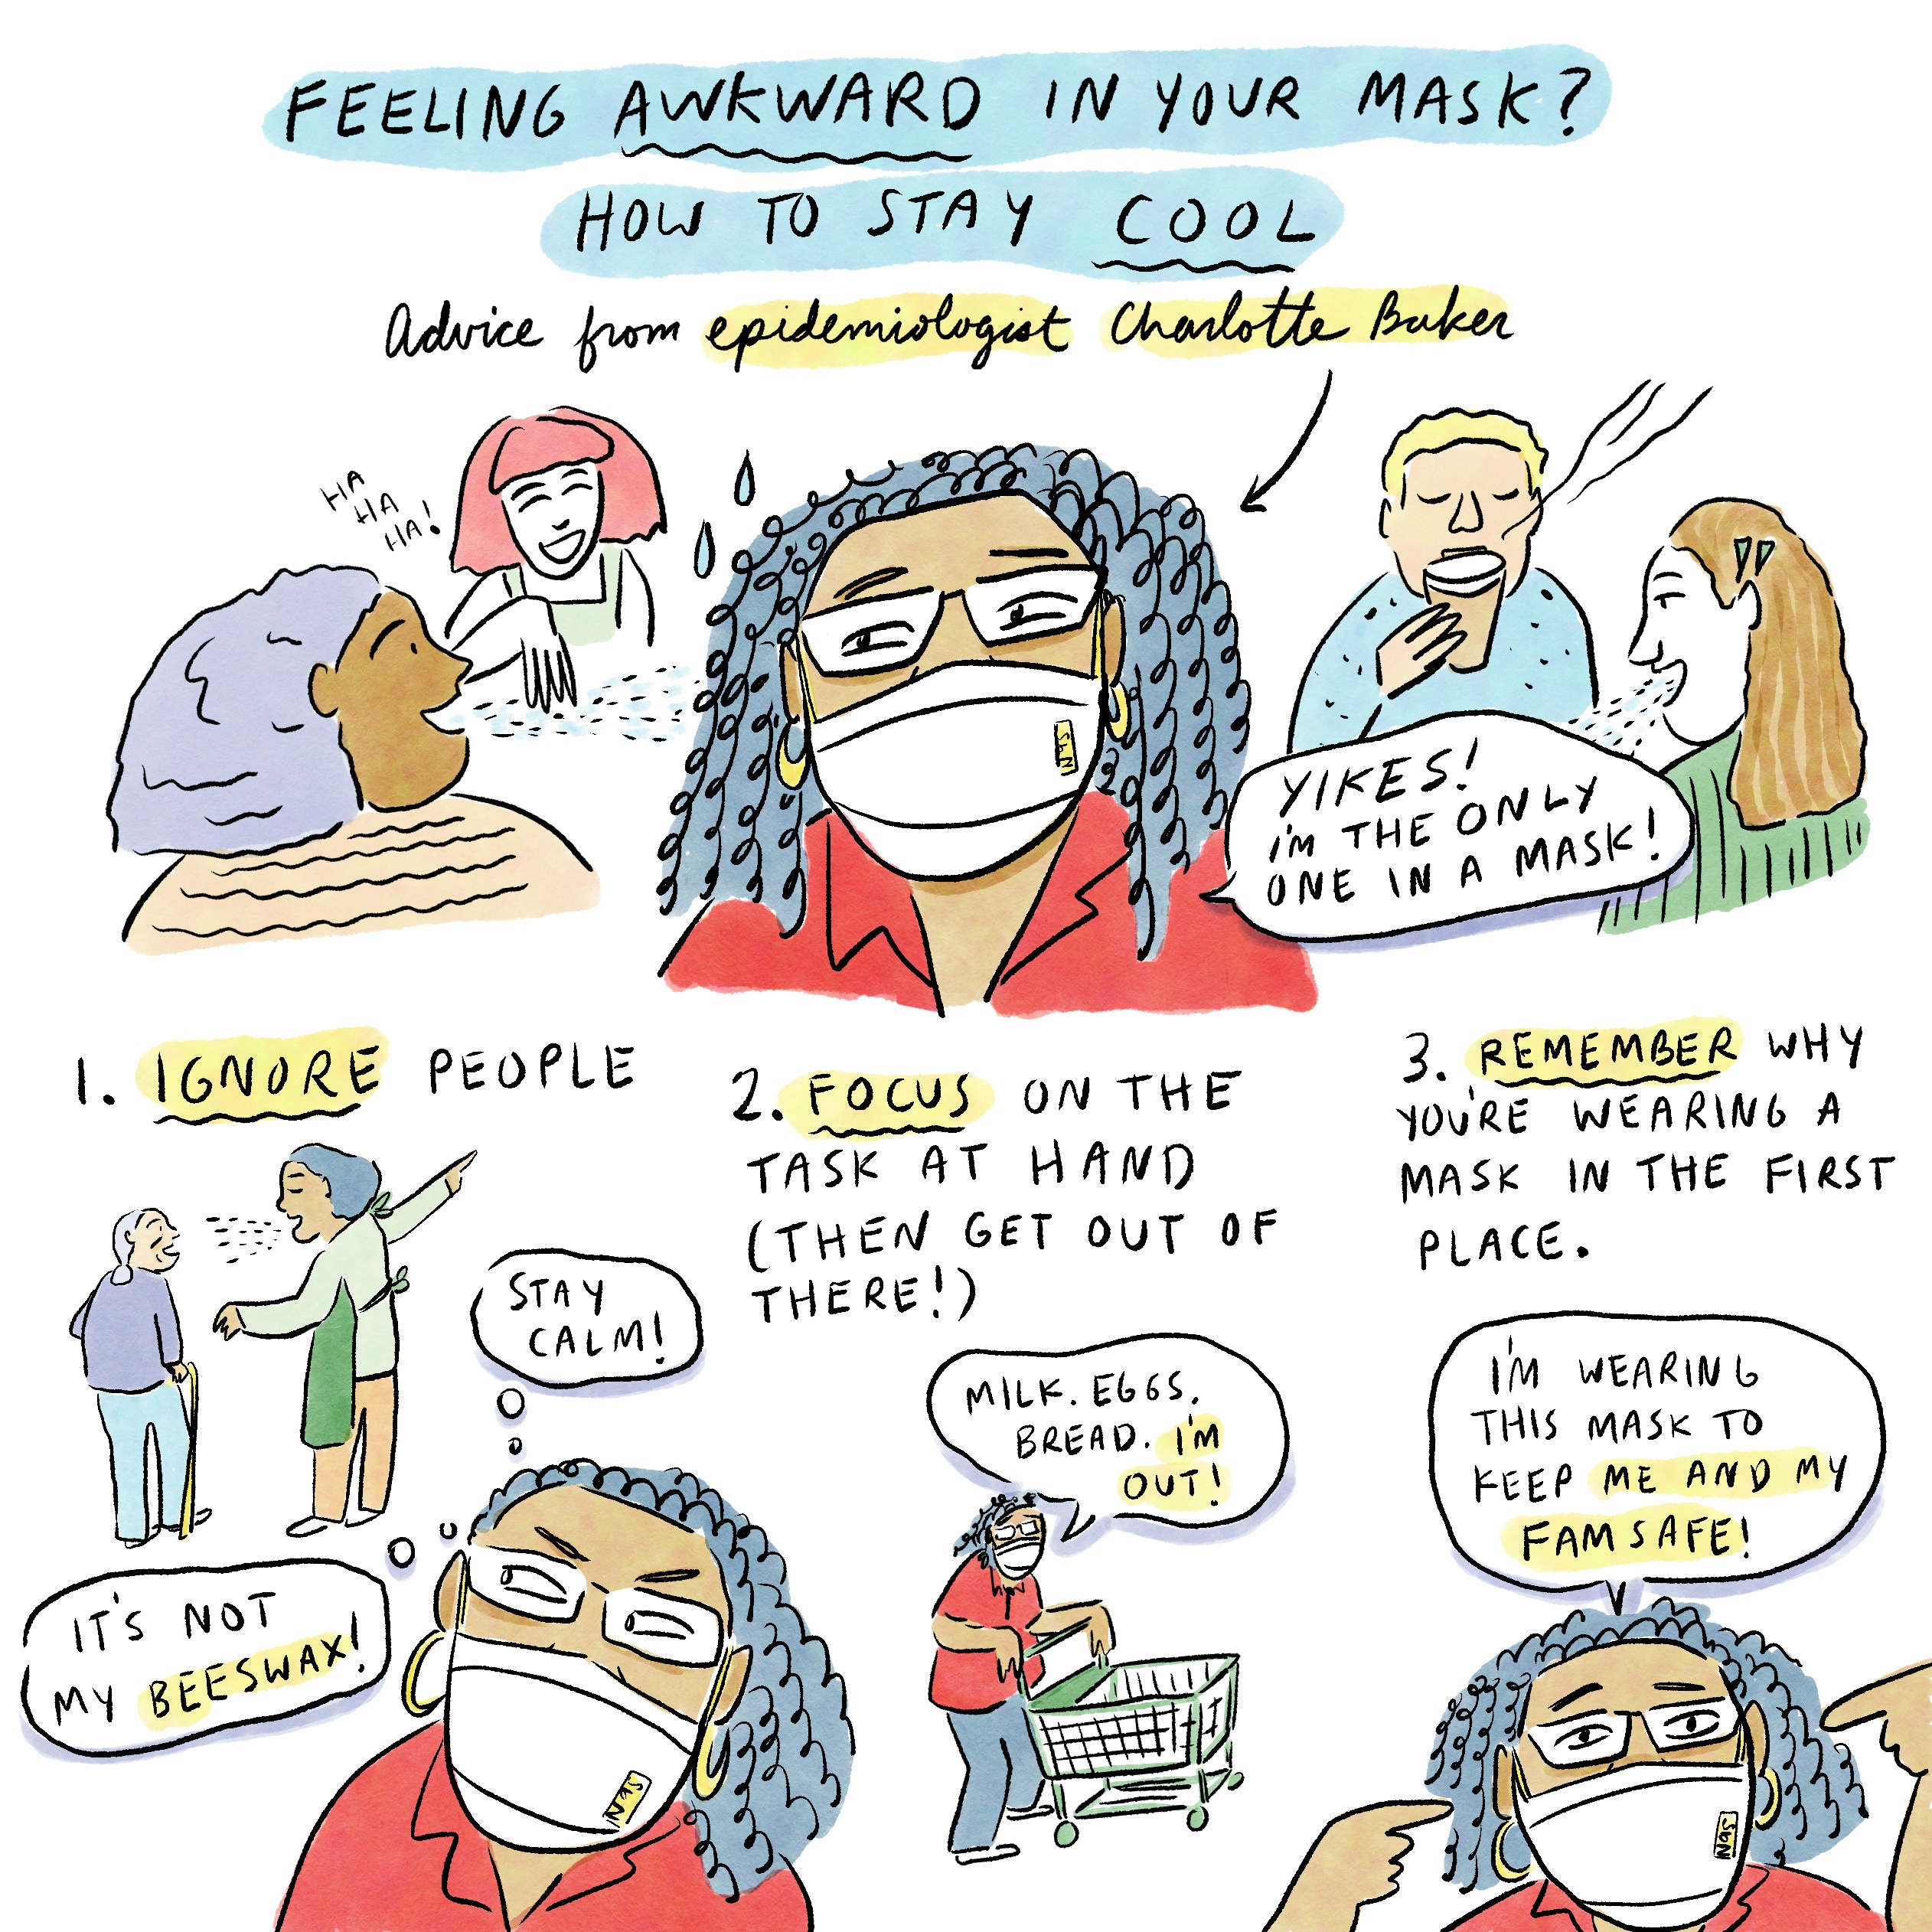 FEELING AWKWARD IN YOUR MASK?
HOW TO STAY COOL
Advice from epidemiologist Charlotte Baker
HA
HA
HA!
YIKES!
I'M THE ONLY
ONE IN A MASK!
1. IGNORE PEOPLE
STAY
CALM!
IT'S NOT
MY BEESWAX!
2. FOCUS ON THE
TASK AT HAND
(THEN GET OUT OF
THERE!)
MILK. EGGS.
BREAD. I'M
OUT!
3. REMEMBER WHY
YOU'RE WEARING A
MASK IN THE FIRST
PLACE.
I'M WEARING
THIS MASK TO
KEEP ME AND MY
FAM SAFE!